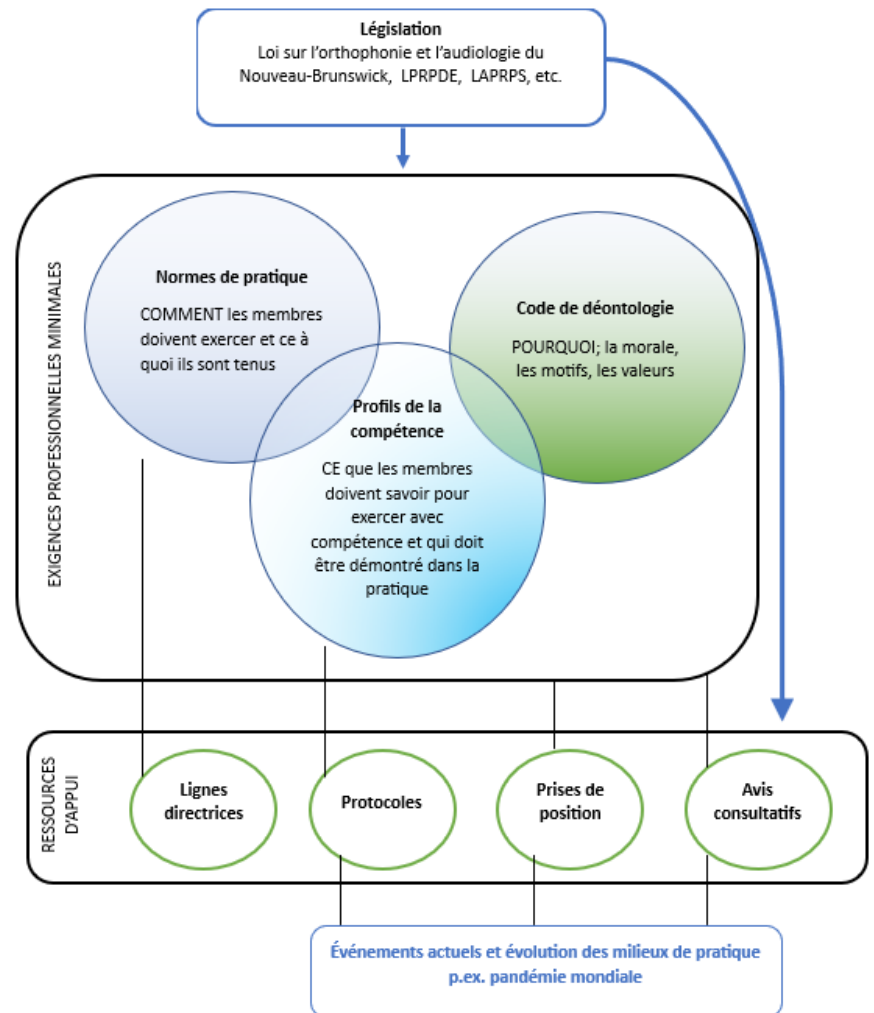 Législation
Loi sur l'orthophonie et l'audiologie du
Nouveau-Brunswick, LPRPDE, LAPRPS, etc.
EXIGENCES PROFESSIONNELLES MINIMALES
Normes de pratique
COMMENT les membres
doivent exercer et ce à
quoi ils sont tenus
Code de déontologie
POURQUOI; la morale,
les motifs, les valeurs
Profils de la
compétence
CE que les membres
doivent savoir pour
exercer avec
compétence et qui doit
être démontré dans la
pratique
RESSOURCES
D'APPUI
Lignes
directrices
Protocoles
Prises de
position
Avis
consultatifs
Événements actuels et évolution des milieux de pratique
p.ex. pandémie mondiale